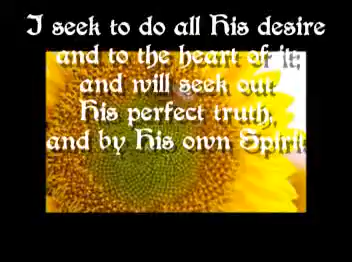 I seek to do all His desire
and to the heart of it;
and will seek out
His perfect truth,
and by His own Spirit